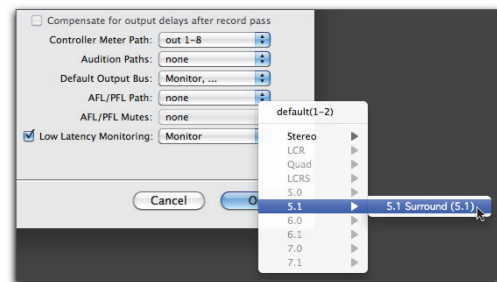 Compensate for output delays after record pass
Controller Meter Path: out 1–8
Audition Paths: none
Default Output Bus: Monitor, ...
AFL/PFL Path: none
AFL/PFL Mutes: none
Low Latency Monitoring: Monitor
Cancel
default(1–2)
Stereo
LCR
Quad
LCRS
5.0
5.1
5.1 Surround (5.1)
6.0
6.1
7.0
7.1